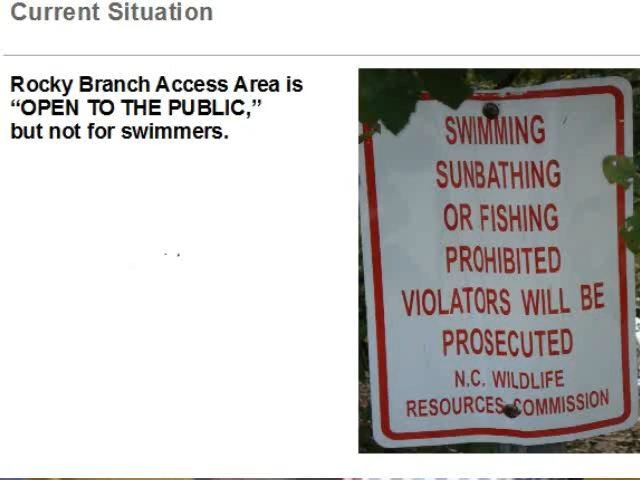 Current Situation
Rocky Branch Access Area is
“OPEN TO THE PUBLIC,”
but not for swimmers.
SWIMMING
SUNBATHING
OR FISHING
PROHIBITED
VIOLATORS WILL BE
PROSECUTED
N.C. WILDLIFE
RESOURCES COMMISSION